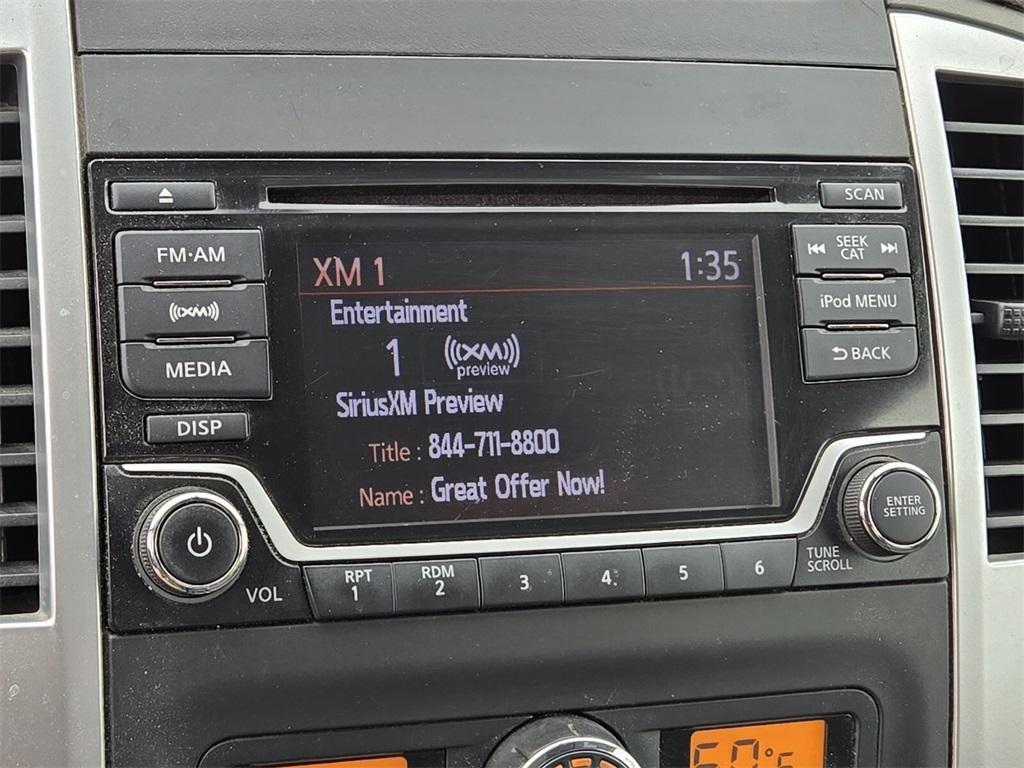 SCAN
FM·AM
SEEK
CAT
XM 1 1:35
Entertainment
(((XM)))
iPod MENU
1 ((XM))
preview
MEDIA
BACK
SiriusXM Preview
DISP
Title : 844-711-8800
Name : Great Offer Now!
ENTER
SETTING
VOL
RPT
1
RDM
2
3
4
5
6
TUNE
SCROLL
60°F